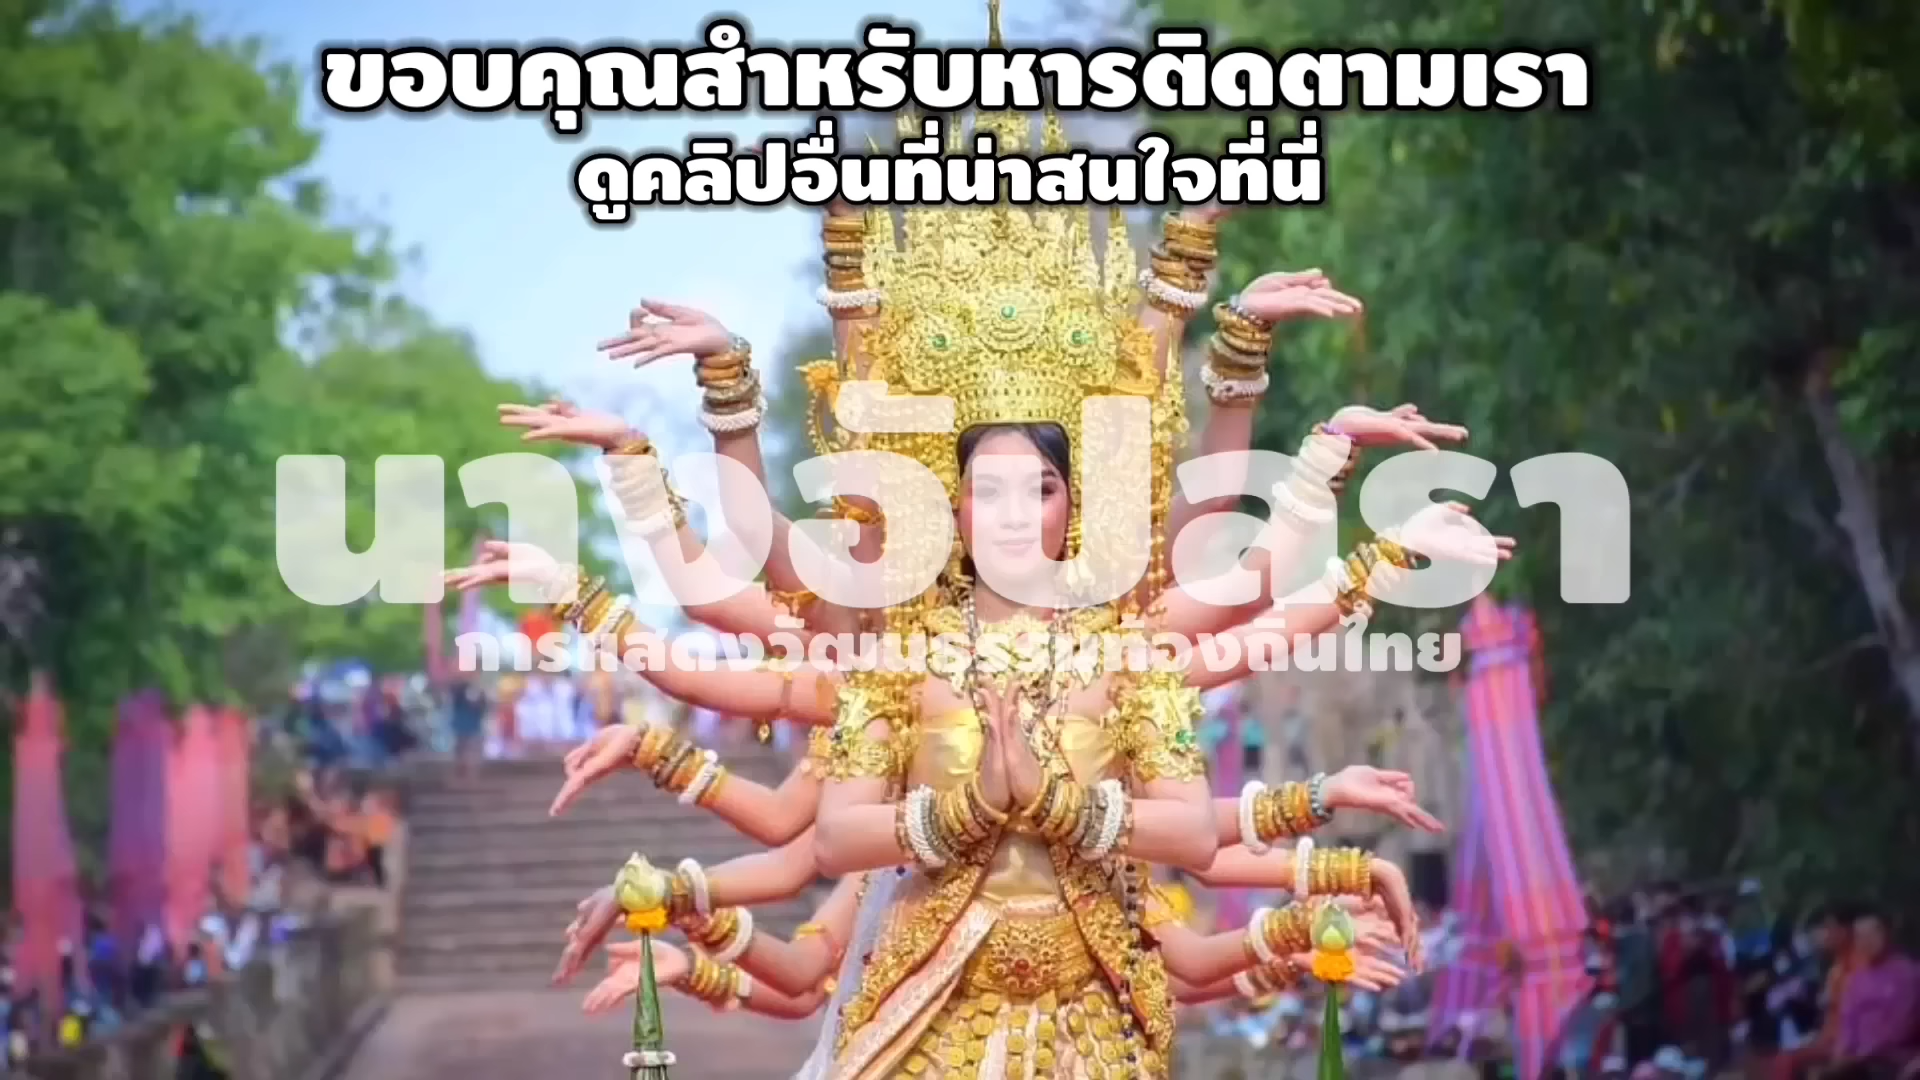 ขอบคุณสำหรับหารติดตามเรา
ดูคลิปอื่นที่น่าสนใจที่นี่
นางอัปสรา
การแสดงวัฒนธรรมท้องถิ่นไทย